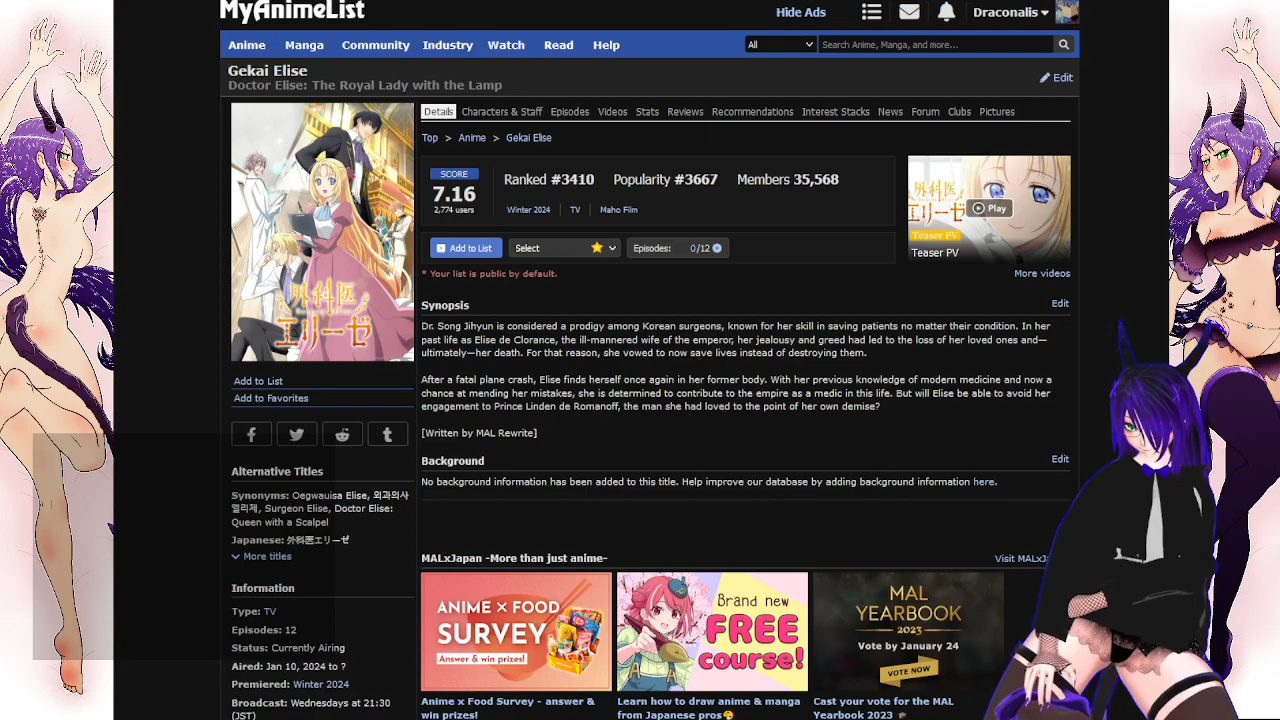 MyAnimeList
Hide Ads
Draconalis
Anime Manga Community Industry Watch Read Help
All
Search Anime, Manga, and more...
Gekai Elise
Doctor Elise: The Royal Lady with the Lamp
Edit
Details Characters & Staff Episodes Videos Stats Reviews Recommendations Interest Stacks News Forum Clubs Pictures
Top > Anime > Gekai Elise
SCORE
7.16
2,774 users
Ranked #3410 Popularity #3667 Members 35,568
Winter 2024 TV Maho Film
外科医
エリーゼ
Play
Teaser PV
Teaser PV
Add to List
Select
Episodes: 0/12
* Your list is public by default.
More videos
Synopsis
Edit
Dr. Song Jihyun is considered a prodigy among Korean surgeons, known for her skill in saving patients no matter their condition. In her
past life as Elise de Clorance, the ill-mannered wife of the emperor, her jealousy and greed had led to the loss of her loved ones and—
ultimately—her death. For that reason, she vowed to now save lives instead of destroying them.
After a fatal plane crash, Elise finds herself once again in her former body. With her previous knowledge of modern medicine and now a
chance at mending her mistakes, she is determined to contribute to the empire as a medic in this life. But will Elise be able to avoid her
engagement to Prince Linden de Romanoff, the man she had loved to the point of her own demise?
[Written by MAL Rewrite]
Background
Edit
No background information has been added to this title. Help improve our database by adding background information here.
外科医
エリーゼ
Add to List
Add to Favorites
Alternative Titles
Synonyms: Oegwauisa Elise, 외과의사
엘리제, Surgeon Elise, Doctor Elise:
Queen with a Scalpel
Japanese: 外科医エリーゼ
More titles
Information
Type: TV
Episodes: 12
Status: Currently Airing
Aired: Jan 10, 2024 to ?
Premiered: Winter 2024
Broadcast: Wednesdays at 21:30
(JST)
MALxJapan -More than just anime-
Visit MALxJ
ANIME × FOOD
SURVEY
Answer & win prizes!
Brand new
FREE
course!
MAL
YEARBOOK
2023
Vote by January 24
VOTE NOW
Anime x Food Survey - answer &
win prizes!
Learn how to draw anime & manga
from Japanese pros
Cast your vote for the MAL
Yearbook 2023